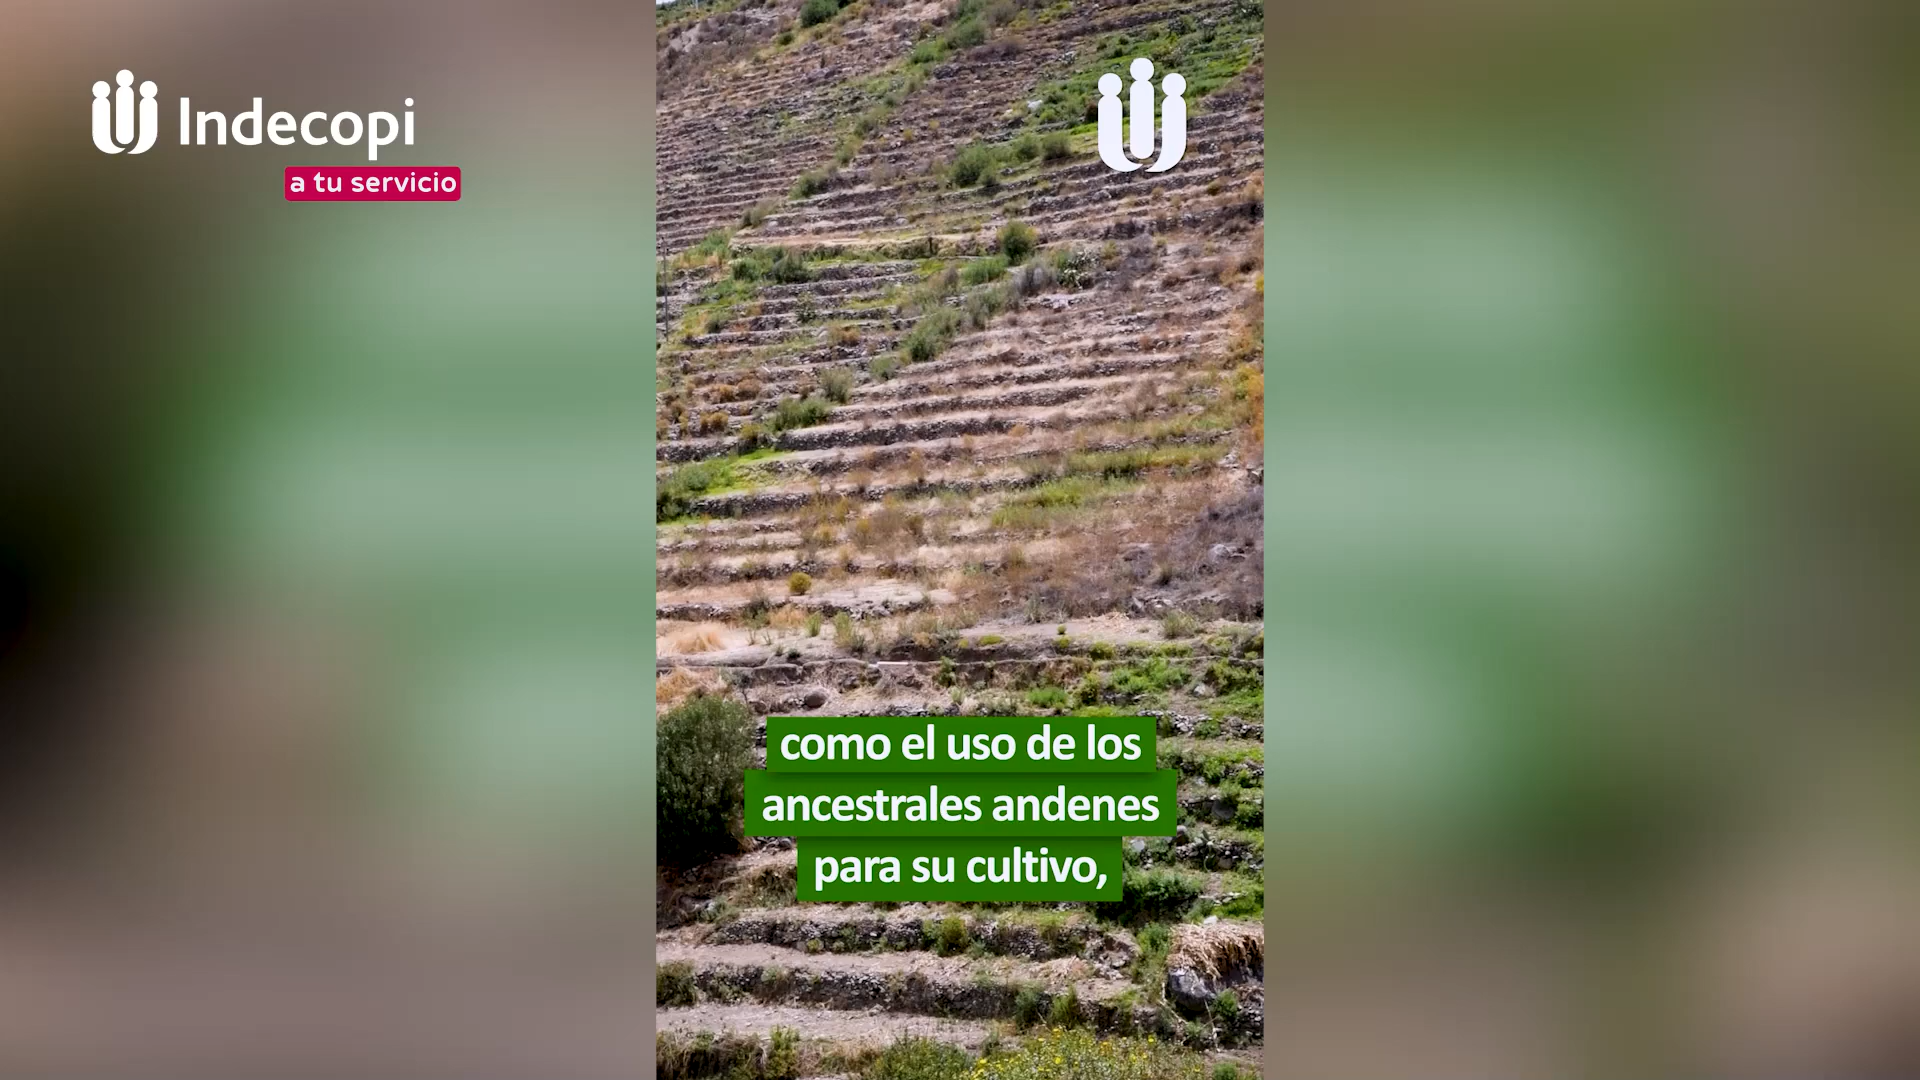 Indecopi
a tu servicio
como el uso de los
ancestrales andenes
para su cultivo,